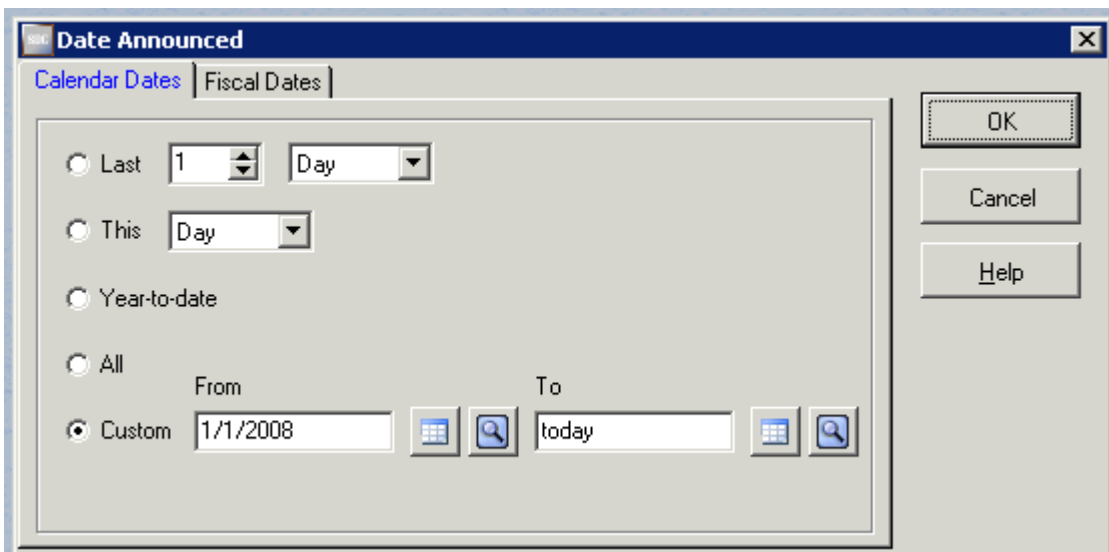 SDC Date Announced
Calendar Dates Fiscal Dates
OK
Last 1 Day
Cancel
This Day
Help
Year-to-date
All
From To
Custom 1/1/2008 today